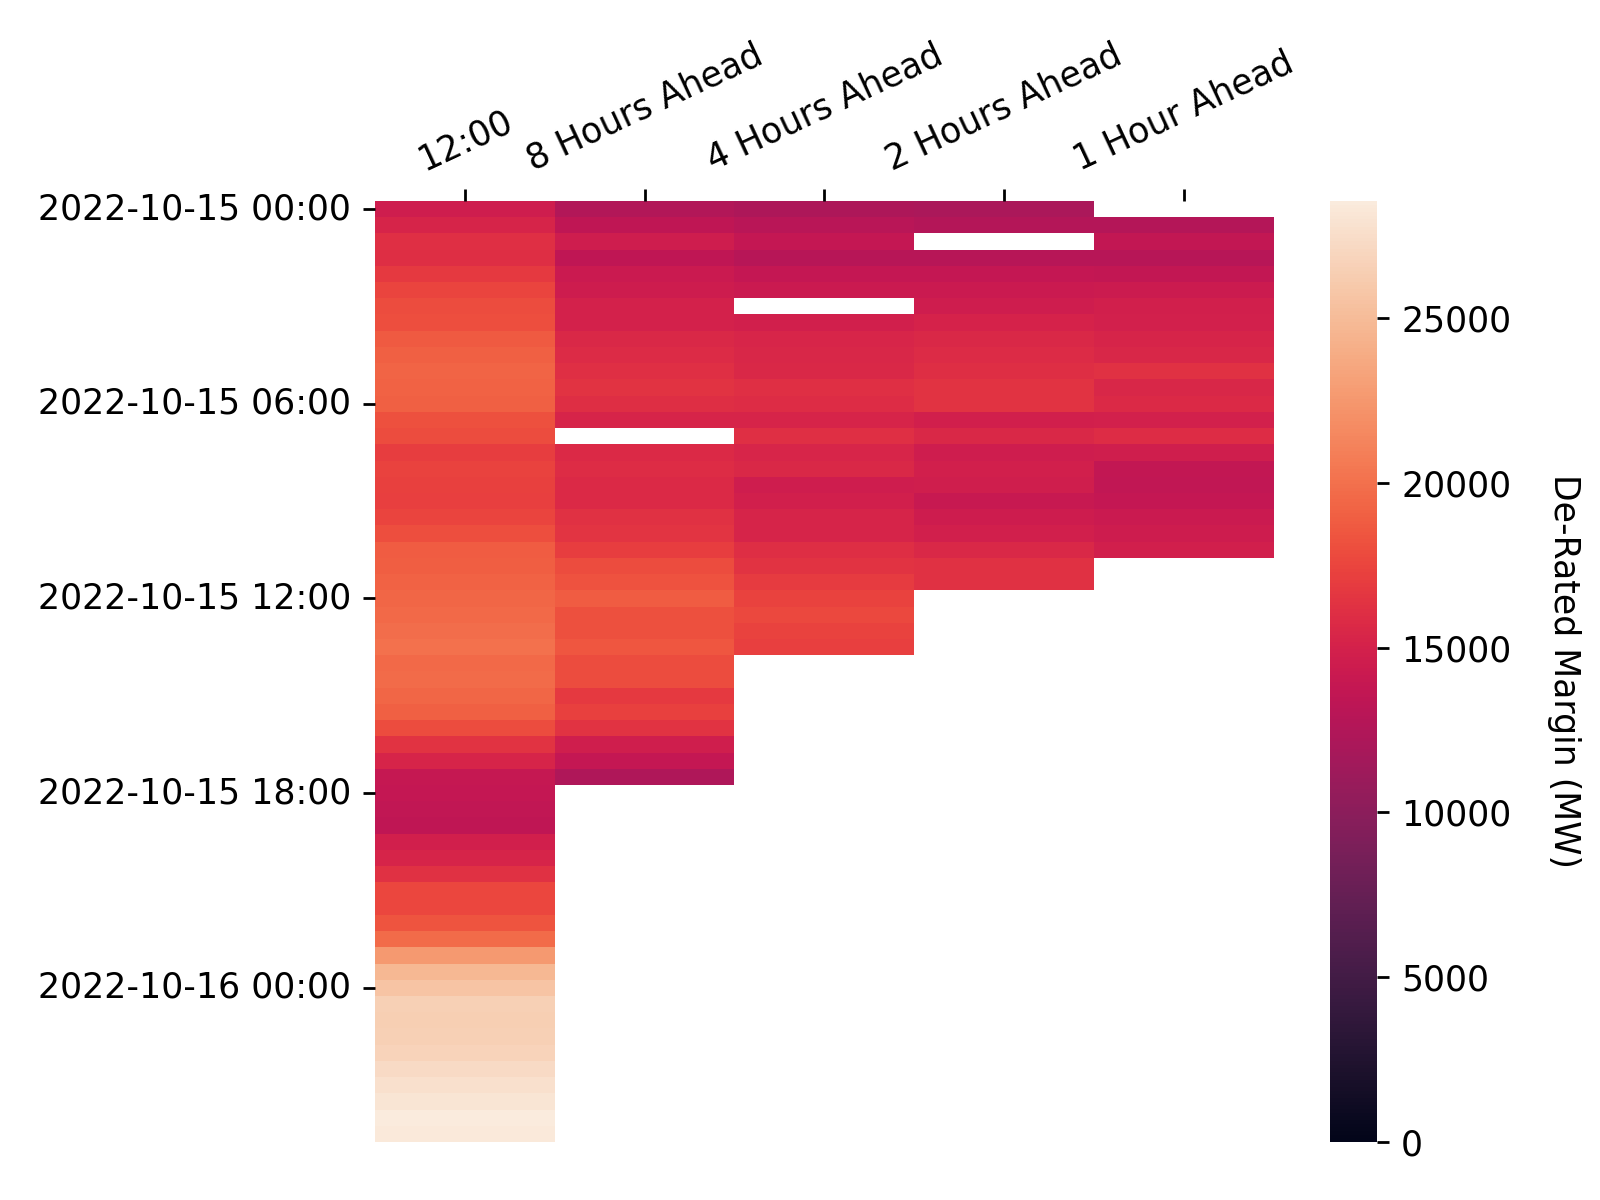 12:00
8 Hours Ahead
4 Hours Ahead
2 Hours Ahead
1 Hour Ahead
2022-10-15 00:00
2022-10-15 06:00
2022-10-15 12:00
2022-10-15 18:00
2022-10-16 00:00
25000
20000
15000
10000
5000
0
De-Rated Margin (MW)